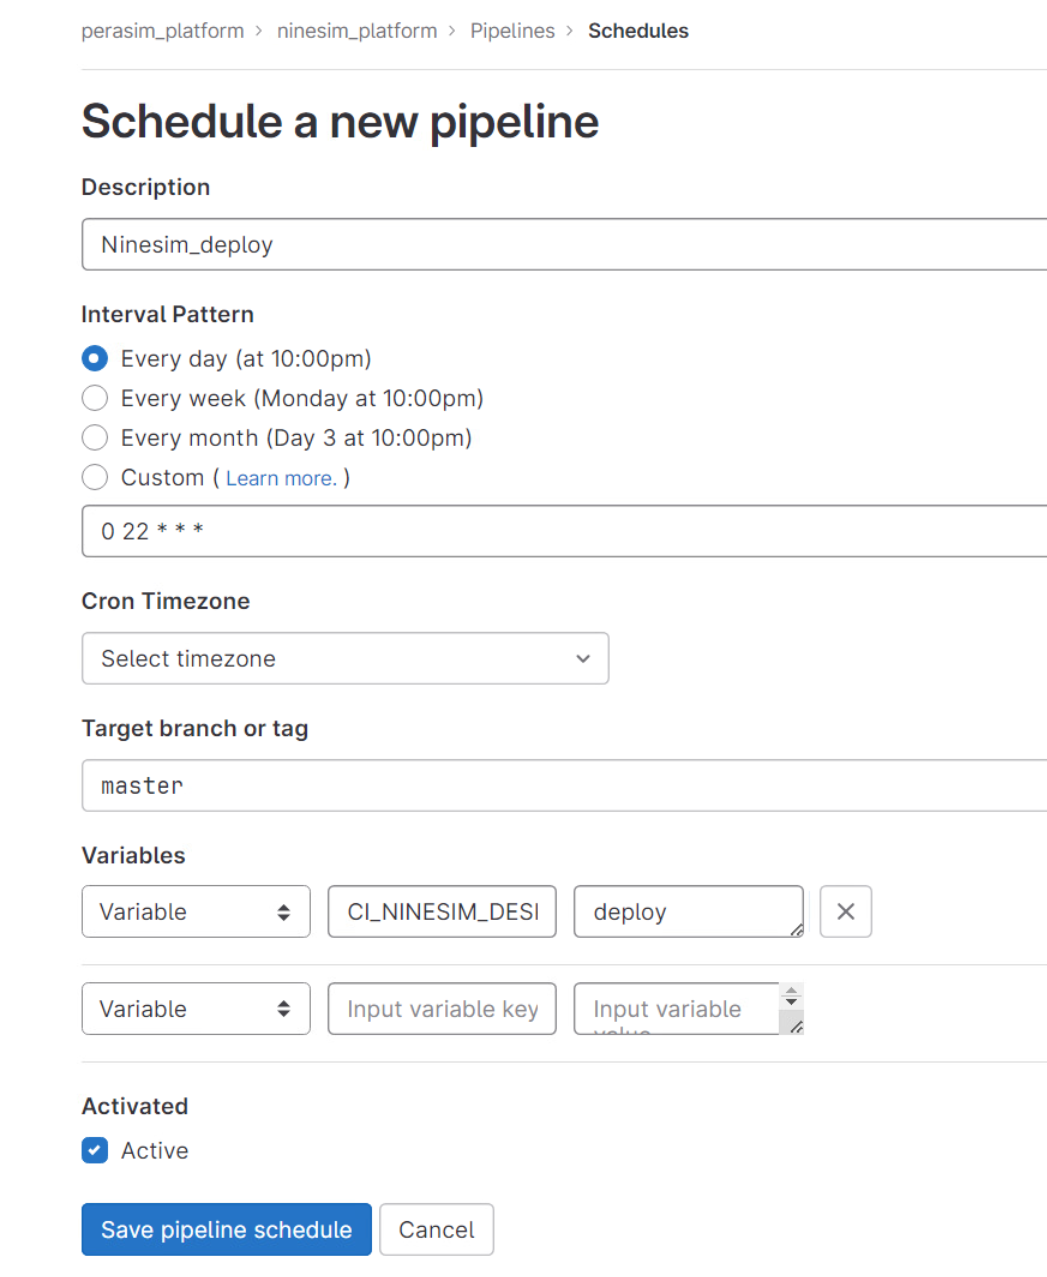 perasim_platform > ninesim_platform > Pipelines > Schedules
Schedule a new pipeline
Description
Ninesim_deploy
Interval Pattern
Every day (at 10:00pm)
Every week (Monday at 10:00pm)
Every month (Day 3 at 10:00pm)
Custom ( Learn more. )
0 22 * * *
Cron Timezone
Select timezone
Target branch or tag
master
Variables
Variable CI_NINESIM_DESI deploy
Variable Input variable key Input variable value
Activated
Active
Save pipeline schedule Cancel